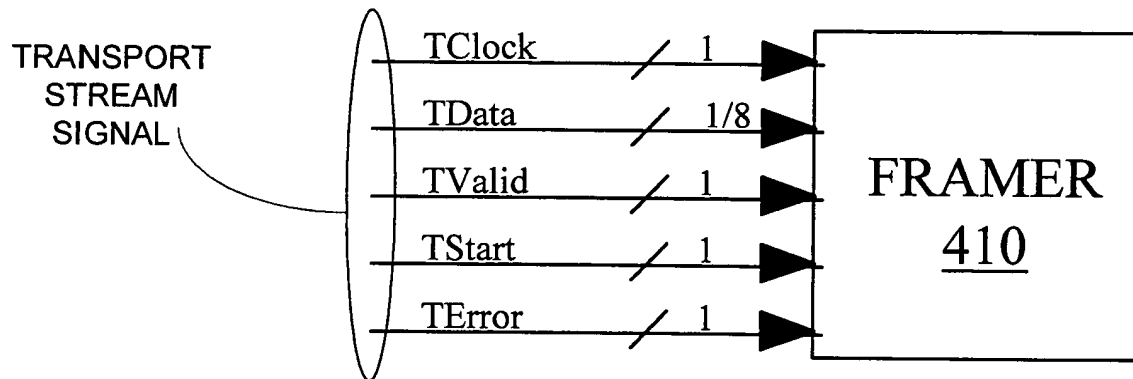 TRANSPORT
STREAM
SIGNAL
TClock 1
TData 1/8
TValid 1
TStart 1
TError 1
FRAMER
410